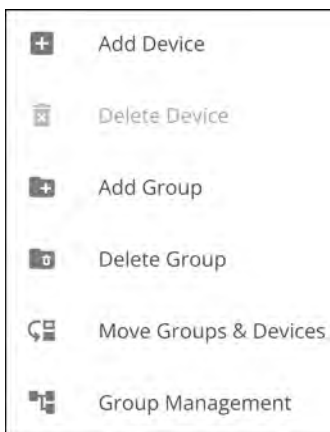 Add Device
Delete Device
Add Group
Delete Group
Move Groups & Devices
Group Management